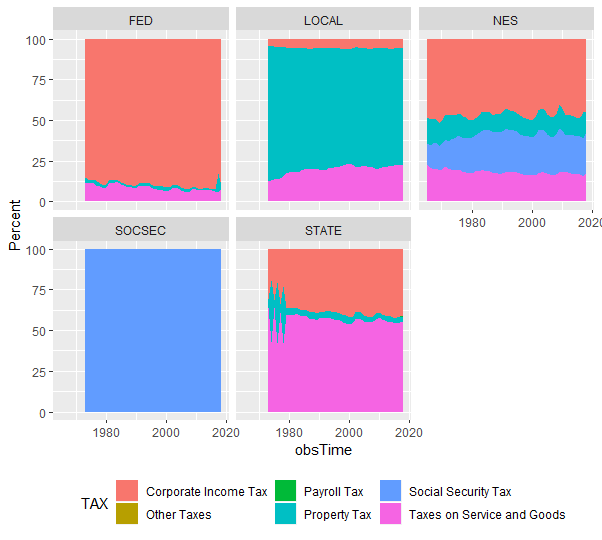 FED LOCAL NES
100
75
50
25
0
1980 2000 2020
SOCSEC STATE
100
75
50
25
0
1980 2000 2020 1980 2000 2020
Percent
obsTime
TAX
Corporate Income Tax Payroll Tax Social Security Tax
Other Taxes Property Tax Taxes on Service and Goods